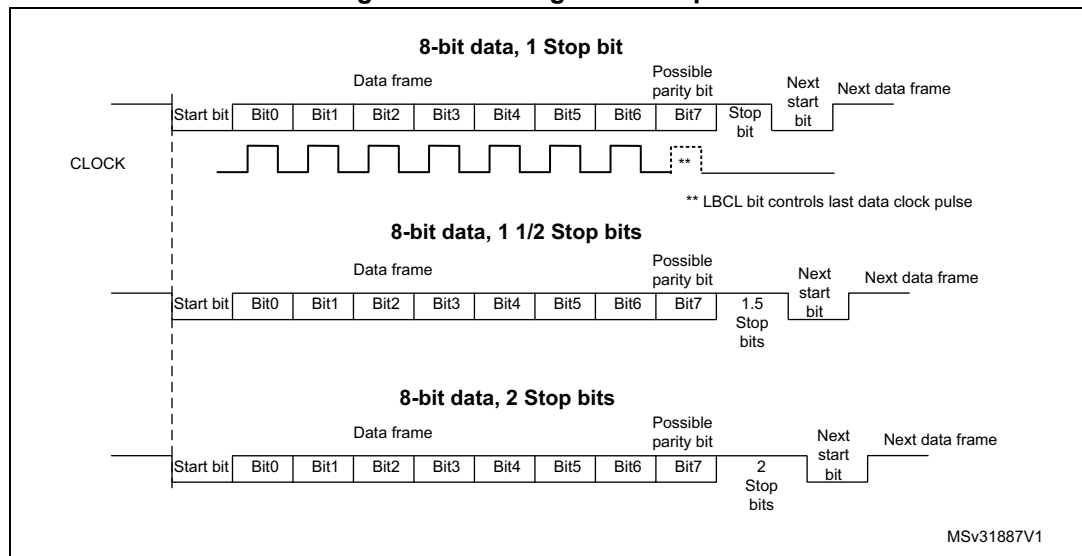 8-bit data, 1 Stop bit
Data frame
Possible
parity bit
Next
start
bit
Next data frame
Start bit Bit0 Bit1 Bit2 Bit3 Bit4 Bit5 Bit6 Bit7 Stop
bit
CLOCK
**
** LBCL bit controls last data clock pulse
8-bit data, 1 1/2 Stop bits
Data frame
Possible
parity bit
Next
start
bit
Next data frame
Start bit Bit0 Bit1 Bit2 Bit3 Bit4 Bit5 Bit6 Bit7 1.5
Stop
bits
8-bit data, 2 Stop bits
Data frame
Possible
parity bit
Next
start
bit
Next data frame
Start bit Bit0 Bit1 Bit2 Bit3 Bit4 Bit5 Bit6 Bit7 2
Stop
bits
MSv31887V1